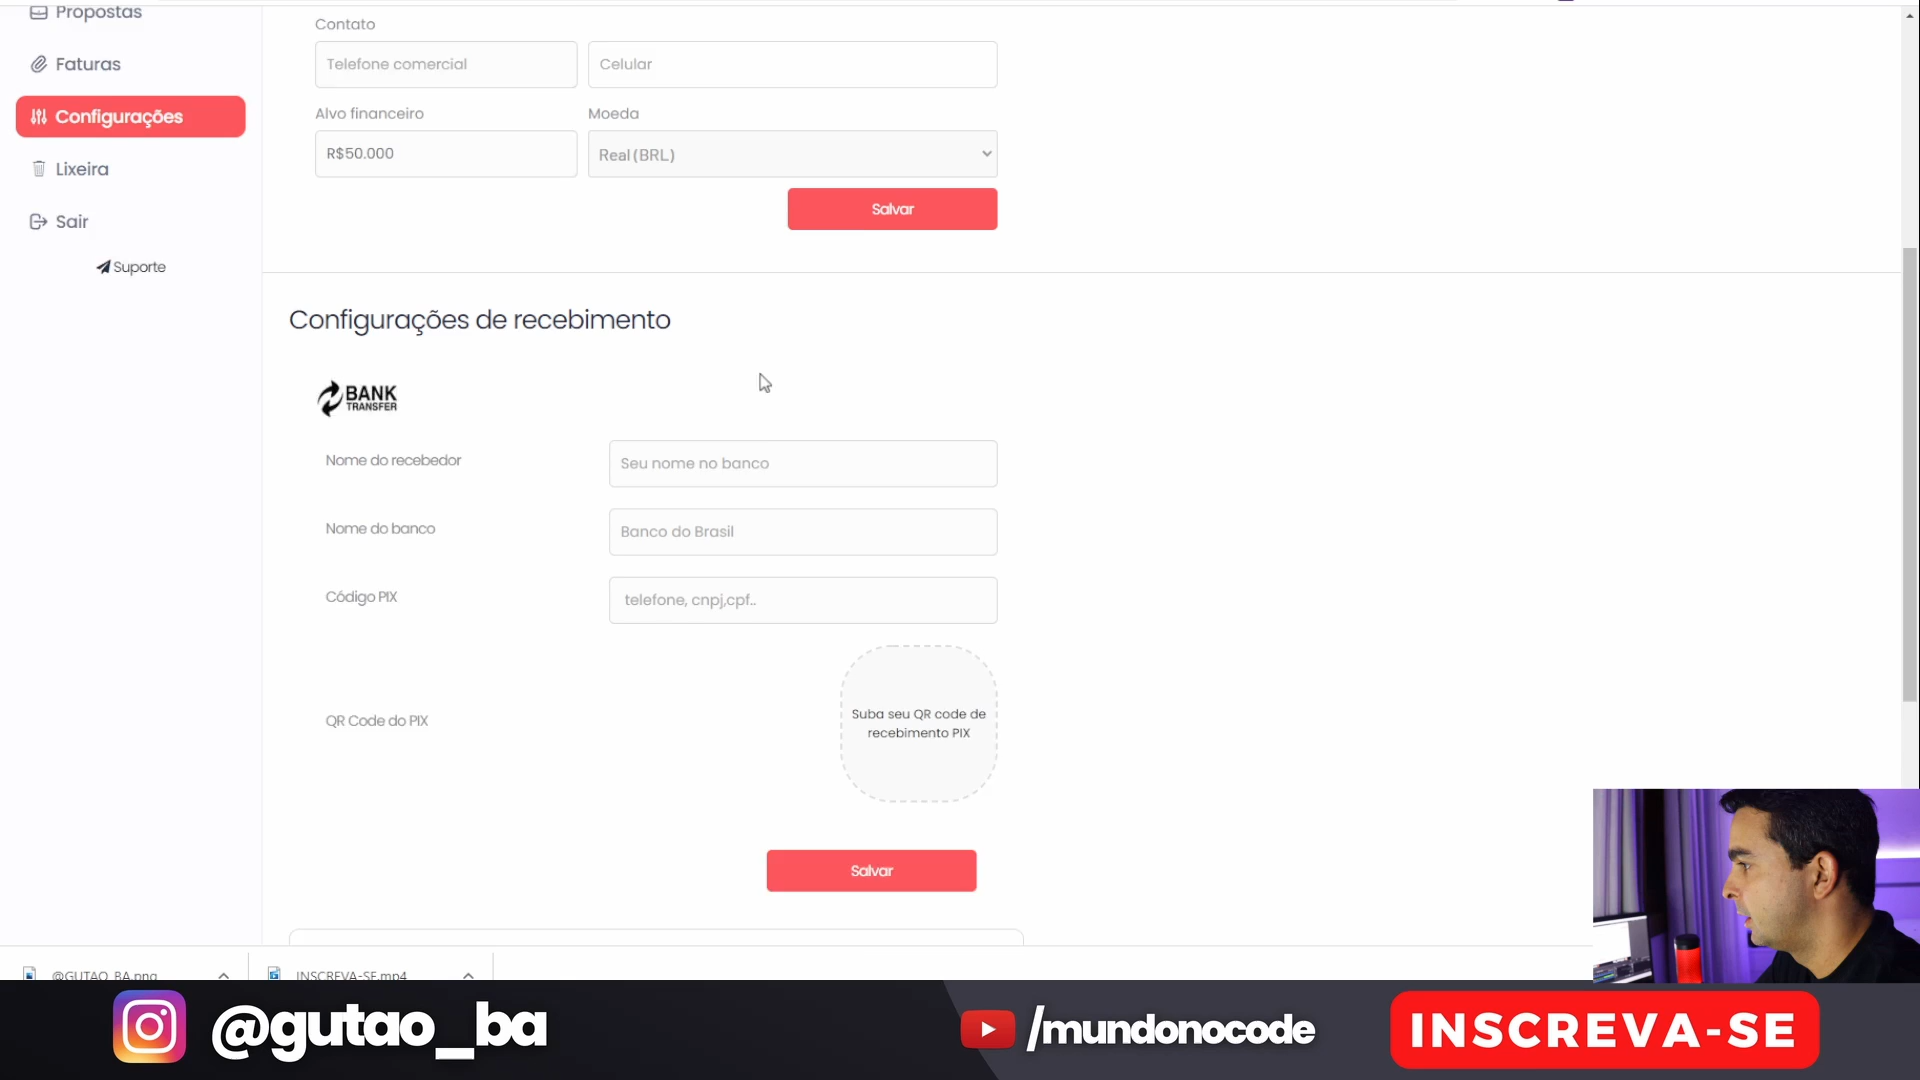 Propostas
Faturas
Configurações
Lixeira
Sair
Suporte
Contato
Telefone comercial
Celular
Alvo financeiro
Moeda
R$50.000
Real (BRL)
Salvar
Configurações de recebimento
BANK
TRANSFER
Nome do recebedor
Seu nome no banco
Nome do banco
Banco do Brasil
Código PIX
telefone, cnpj,cpf..
QR Code do PIX
Suba seu QR code de
recebimento PIX
Salvar
@GUTAO_BA.png
INSCREVA-SE.mp4
@gutao_ba
/mundonocode
INSCREVA-SE